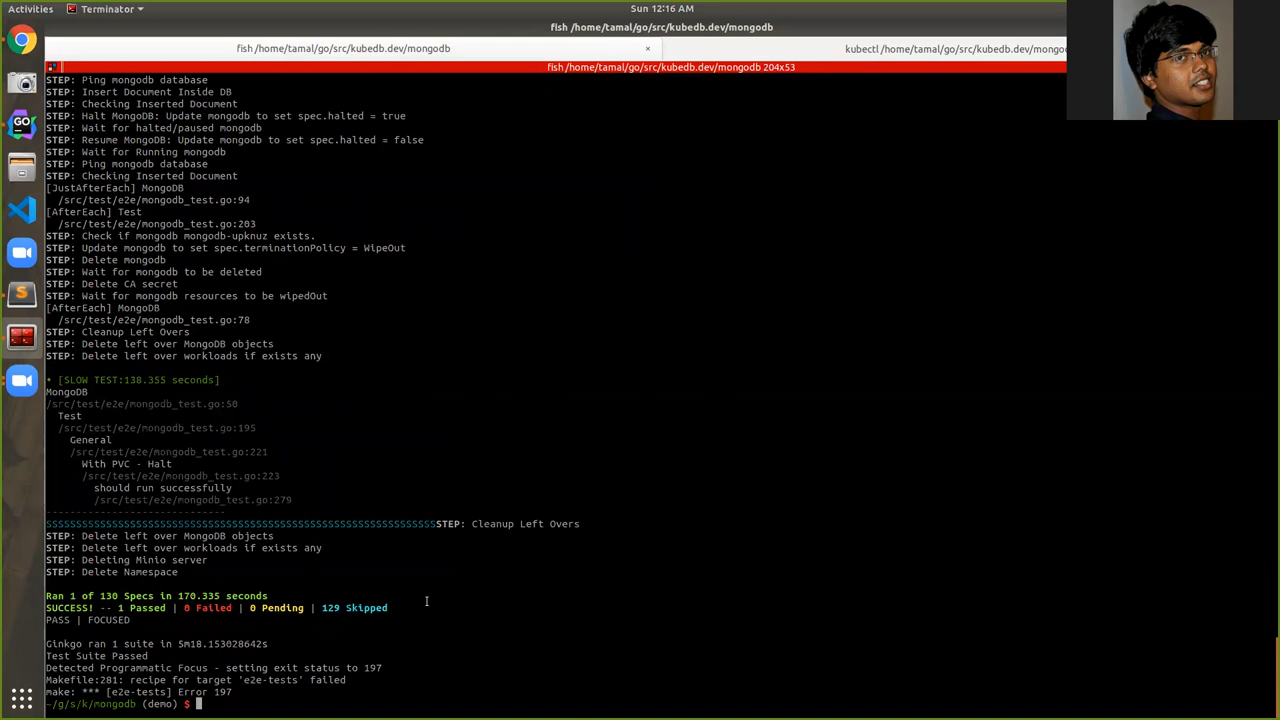 Activities
Terminator
Sun 12:16 AM
fish /home/tamal/go/src/kubedb.dev/mongodb
fish /home/tamal/go/src/kubedb.dev/mongodb ×
kubectl /home/tamal/go/src/kubedb.dev/mongo
fish /home/tamal/go/src/kubedb.dev/mongodb 204x53
STEP: Ping mongodb database
STEP: Insert Document Inside DB
STEP: Checking Inserted Document
STEP: Halt MongoDB: Update mongodb to set spec.halted = true
STEP: Wait for halted/paused mongodb
STEP: Resume MongoDB: Update mongodb to set spec.halted = false
STEP: Wait for Running mongodb
STEP: Ping mongodb database
STEP: Checking Inserted Document
[JustAfterEach] MongoDB
/src/test/e2e/mongodb_test.go:94
[AfterEach] Test
/src/test/e2e/mongodb_test.go:203
STEP: Check if mongodb mongodb-upknuz exists.
STEP: Update mongodb to set spec.terminationPolicy = WipeOut
STEP: Delete mongodb
STEP: Wait for mongodb to be deleted
STEP: Delete CA secret
STEP: Wait for mongodb resources to be wipedOut
[AfterEach] MongoDB
/src/test/e2e/mongodb_test.go:78
STEP: Cleanup Left Overs
STEP: Delete left over MongoDB objects
STEP: Delete left over workloads if exists any
• [SLOW TEST:138.355 seconds]
MongoDB
/src/test/e2e/mongodb_test.go:50
Test
/src/test/e2e/mongodb_test.go:195
General
/src/test/e2e/mongodb_test.go:221
With PVC - Halt
/src/test/e2e/mongodb_test.go:223
should run successfully
/src/test/e2e/mongodb_test.go:279
------------------------------
SSSSSSSSSSSSSSSSSSSSSSSSSSSSSSSSSSSSSSSSSSSSSSSSSSSSSSSSSSSSSSSSSSTEP: Cleanup Left Overs
STEP: Delete left over MongoDB objects
STEP: Delete left over workloads if exists any
STEP: Deleting Minio server
STEP: Delete Namespace
Ran 1 of 130 Specs in 170.335 seconds
SUCCESS! -- 1 Passed | 0 Failed | 0 Pending | 129 Skipped
PASS | FOCUSED
Ginkgo ran 1 suite in 5m18.153028642s
Test Suite Passed
Detected Programmatic Focus - setting exit status to 197
Makefile:281: recipe for target 'e2e-tests' failed
make: *** [e2e-tests] Error 197
~/g/s/k/mongodb (demo) $